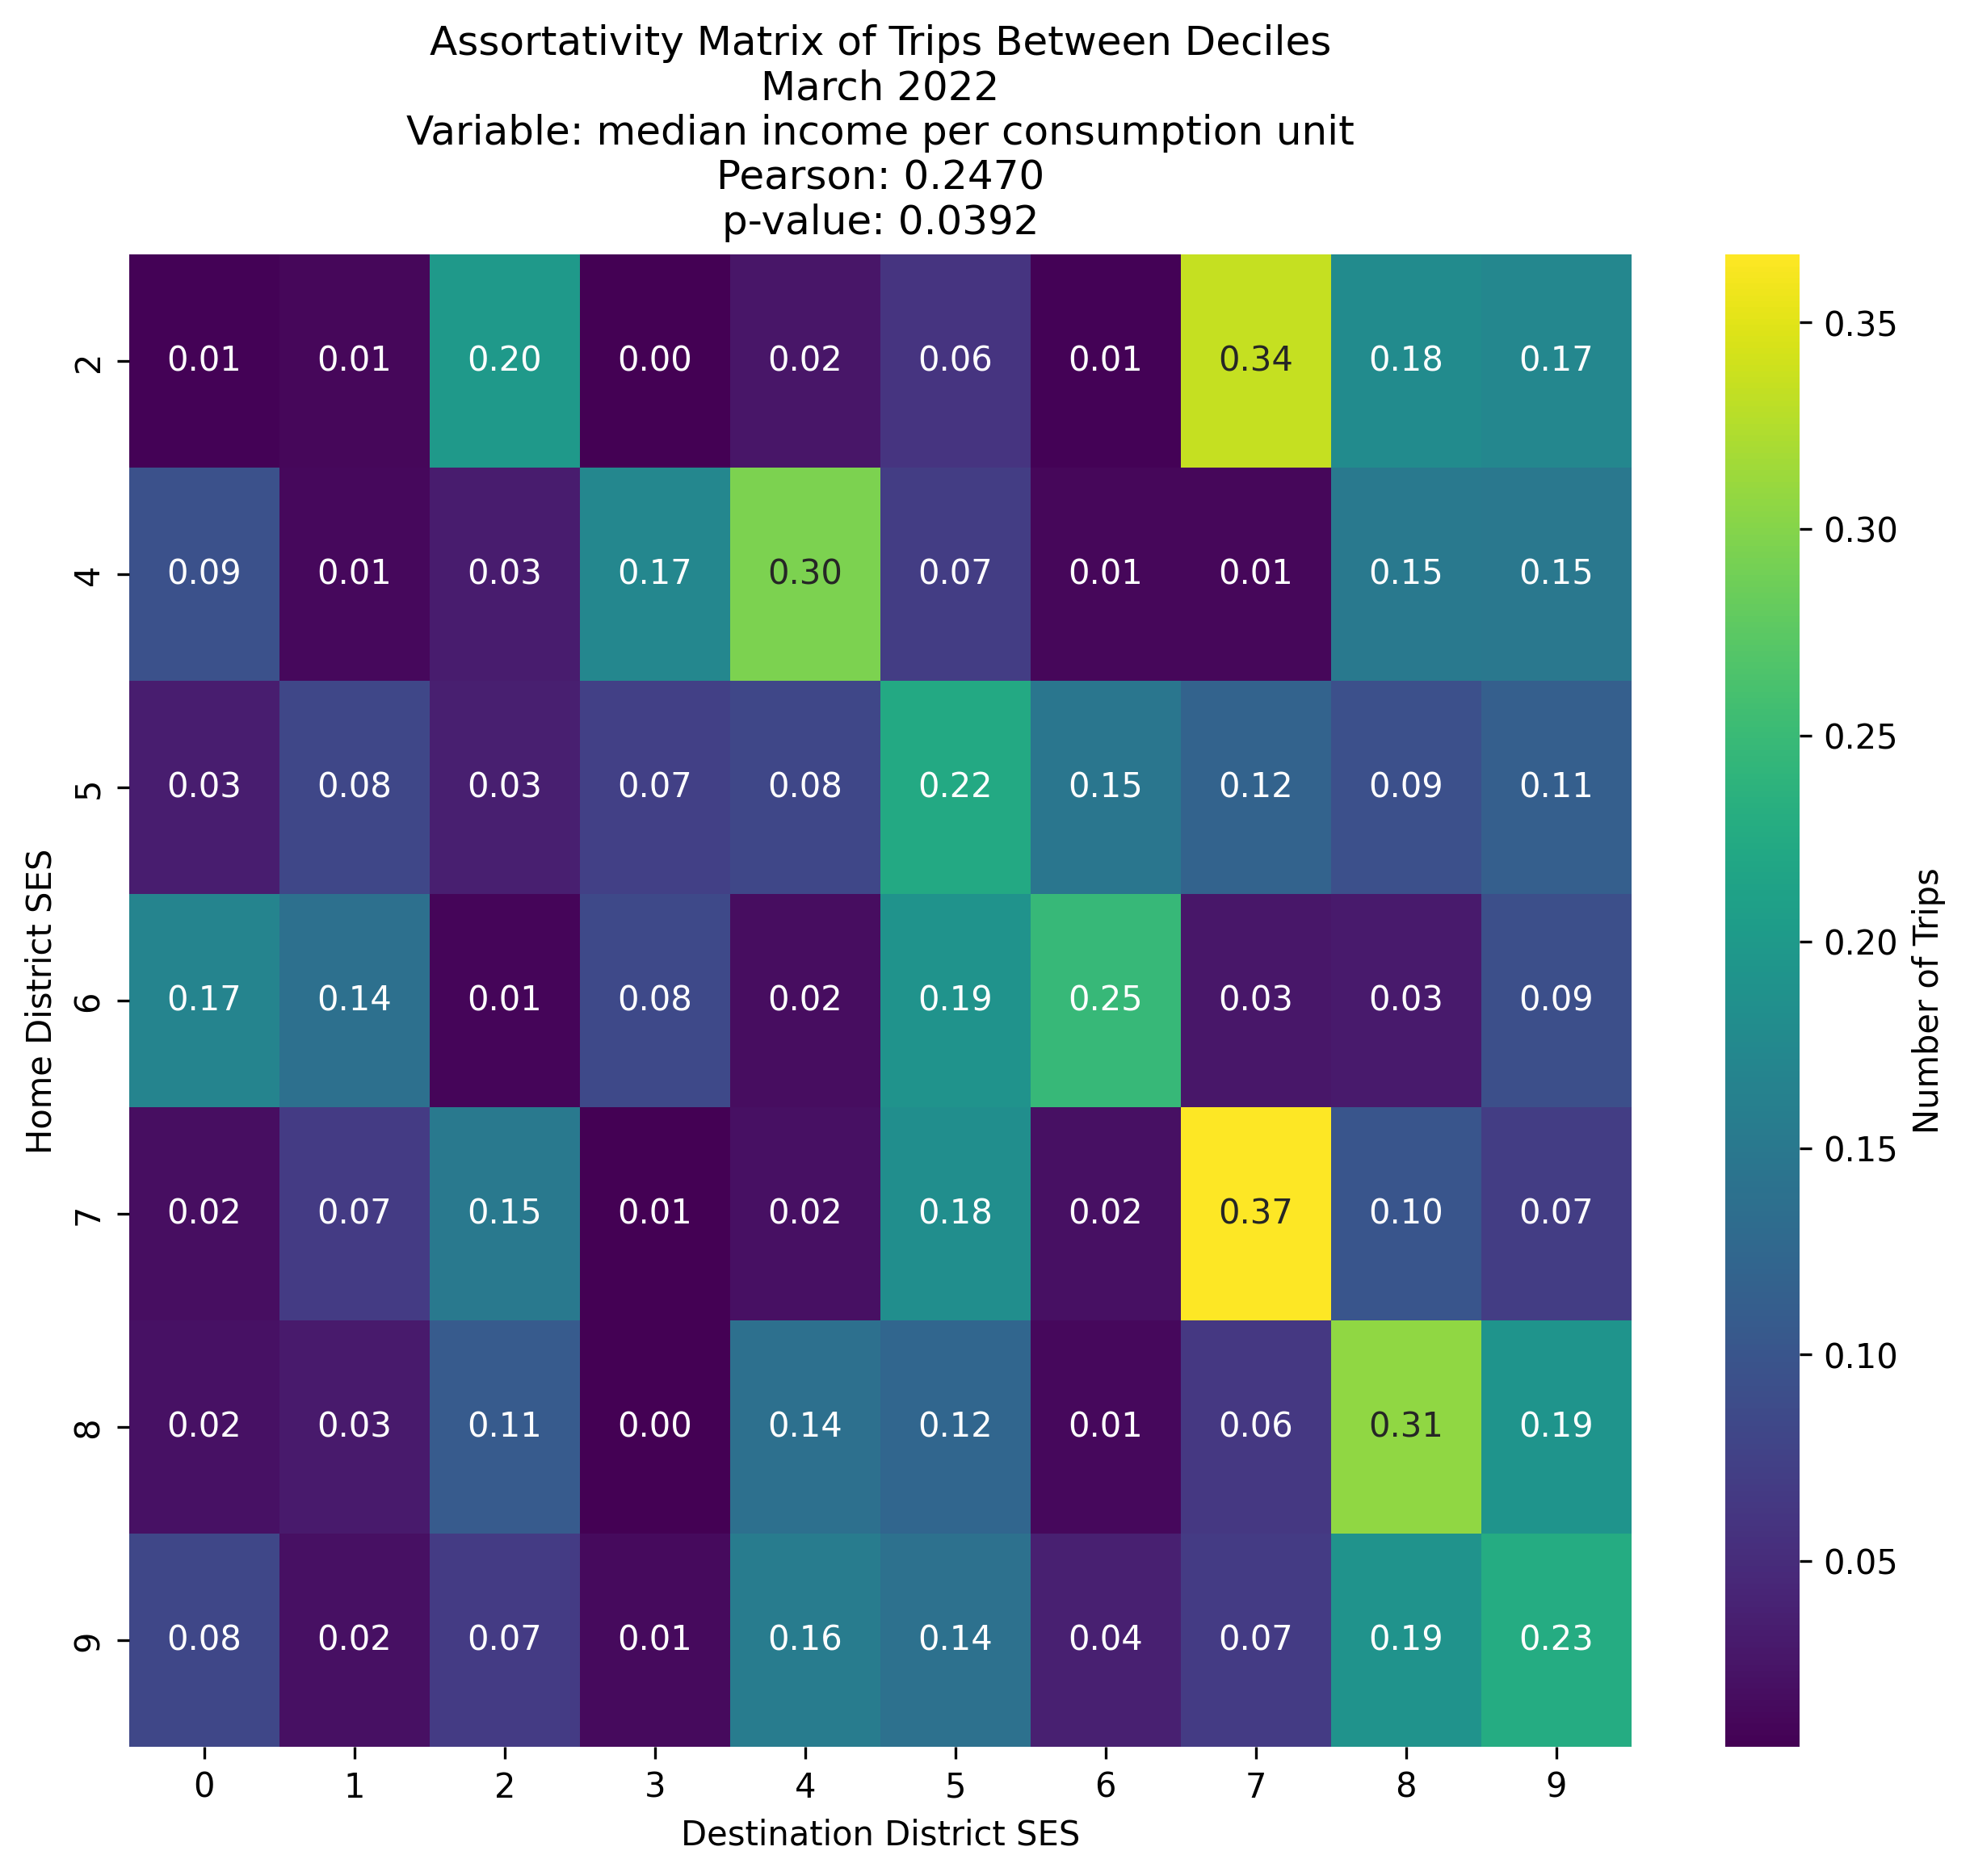 Assortativity Matrix of Trips Between Deciles
March 2022
Variable: median income per consumption unit
Pearson: 0.2470
p-value: 0.0392
2 0.01 0.01 0.20 0.00 0.02 0.06 0.01 0.34 0.18 0.17
4 0.09 0.01 0.03 0.17 0.30 0.07 0.01 0.01 0.15 0.15
5 0.03 0.08 0.03 0.07 0.08 0.22 0.15 0.12 0.09 0.11
6 0.17 0.14 0.01 0.08 0.02 0.19 0.25 0.03 0.03 0.09
7 0.02 0.07 0.15 0.01 0.02 0.18 0.02 0.37 0.10 0.07
8 0.02 0.03 0.11 0.00 0.14 0.12 0.01 0.06 0.31 0.19
9 0.08 0.02 0.07 0.01 0.16 0.14 0.04 0.07 0.19 0.23
0 1 2 3 4 5 6 7 8 9
Destination District SES
Home District SES
0.35
0.30
0.25
0.20
0.15
0.10
0.05
Number of Trips